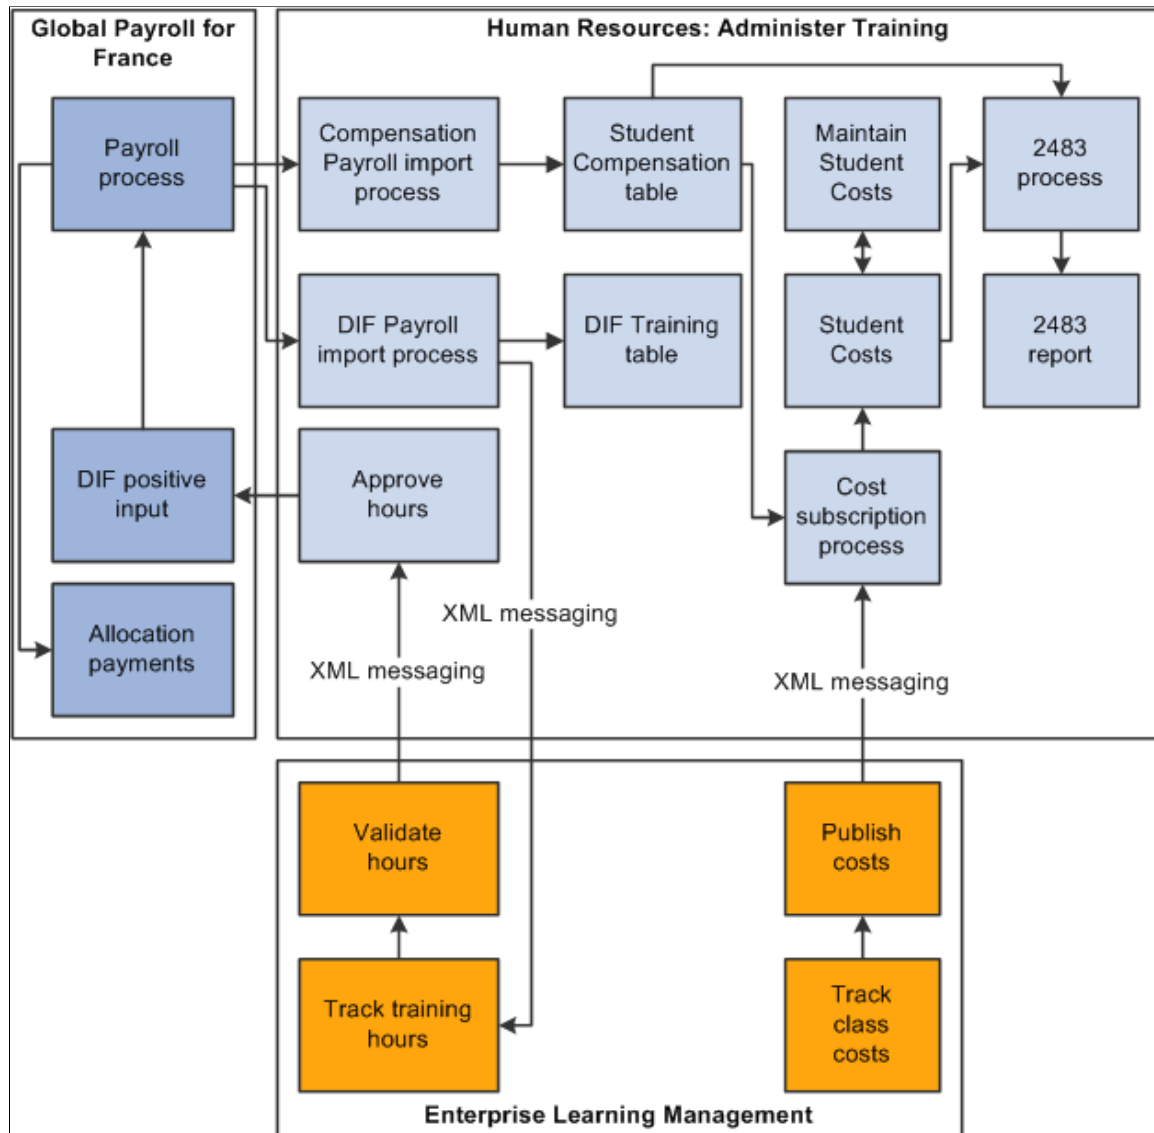 Global Payroll for
France
Human Resources: Administer Training
Payroll
process
Compensation
Payroll import
process
Student
Compensation
table
Maintain
Student
Costs
2483
process
DIF Payroll
import process
DIF Training
table
Student
Costs
2483
report
DIF positive
input
Approve
hours
Cost
subscription
process
Allocation
payments
XML messaging
XML messaging
XML messaging
Validate
hours
Publish
costs
Track training
hours
Track
class
costs
Enterprise Learning Management